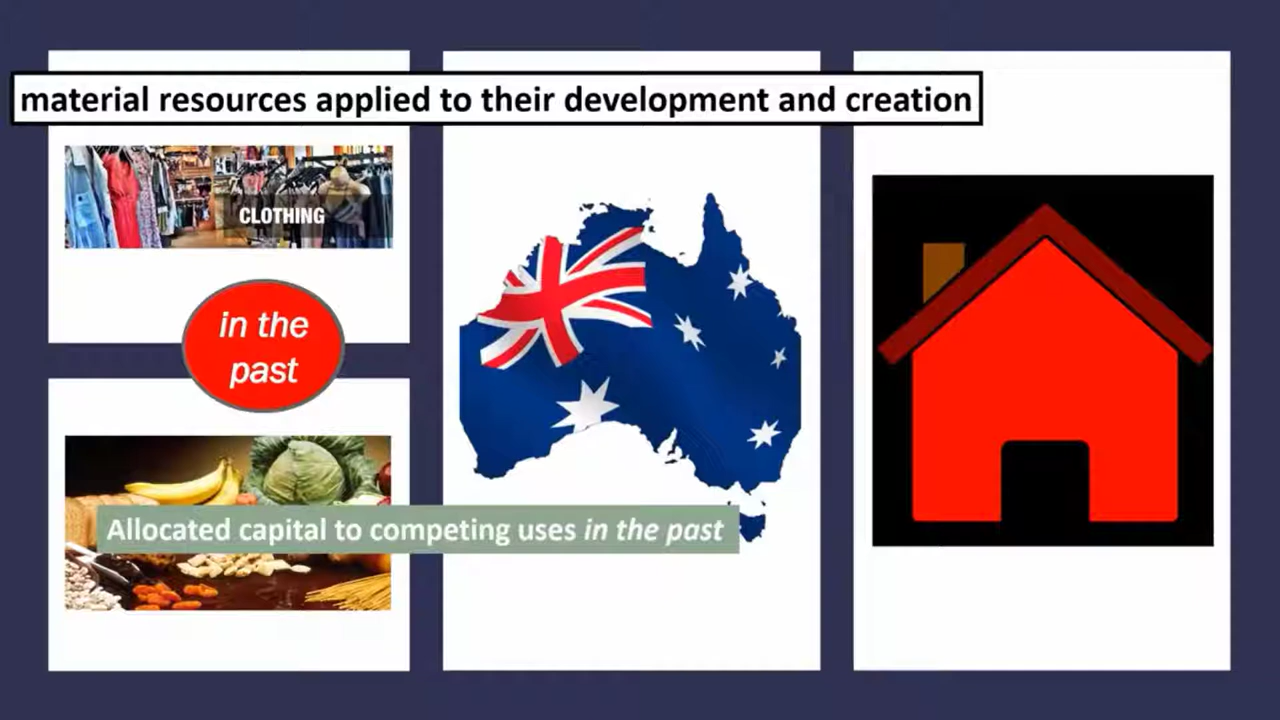 material resources applied to their development and creation
CLOTHING
in the
past
Allocated capital to competing uses in the past